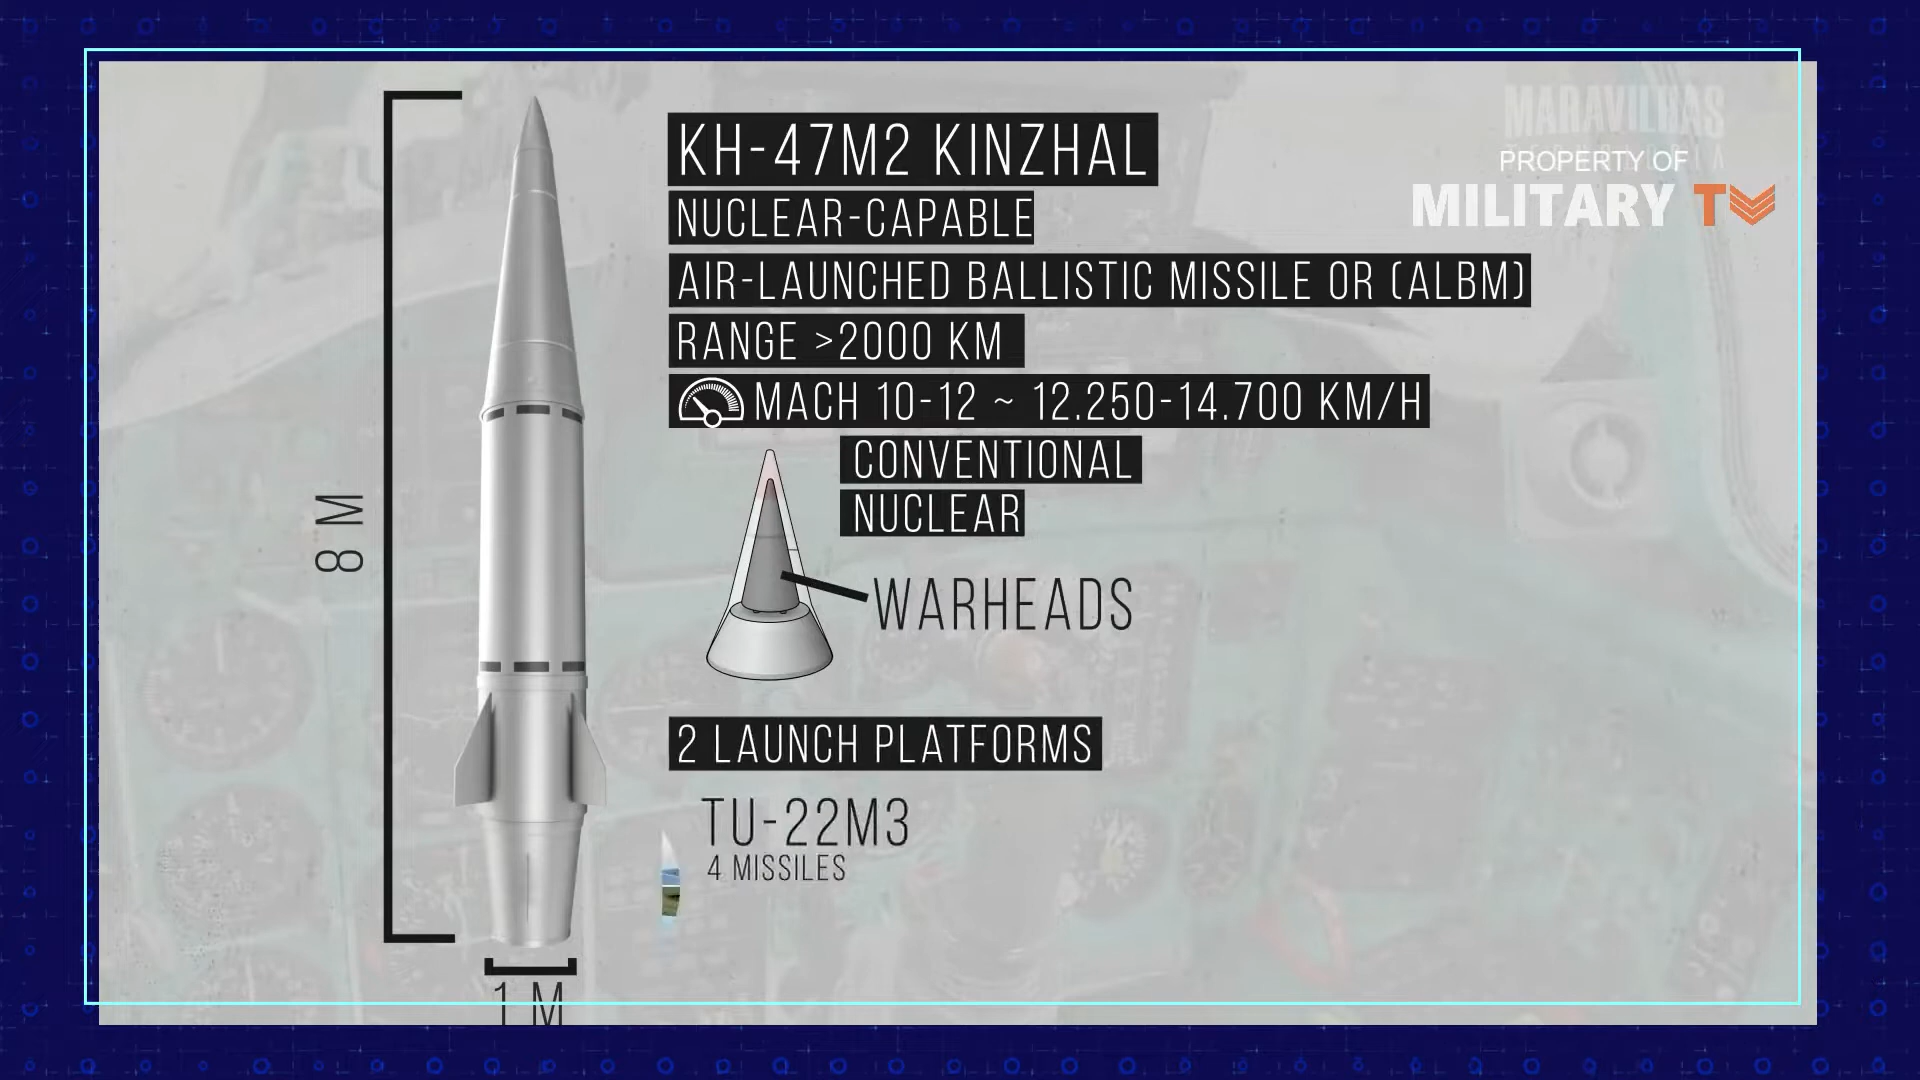 KH-47M2 KINZHAL
NUCLEAR-CAPABLE
AIR-LAUNCHED BALLISTIC MISSILE OR (ALBM)
RANGE >2000 KM
MACH 10-12 ~ 12.250-14.700 KM/H
CONVENTIONAL
NUCLEAR
WARHEADS
2 LAUNCH PLATFORMS
TU-22M3
4 MISSILES
8 M
1 M
MARAVILHAS
PROPERTY OF
MILITARY TV